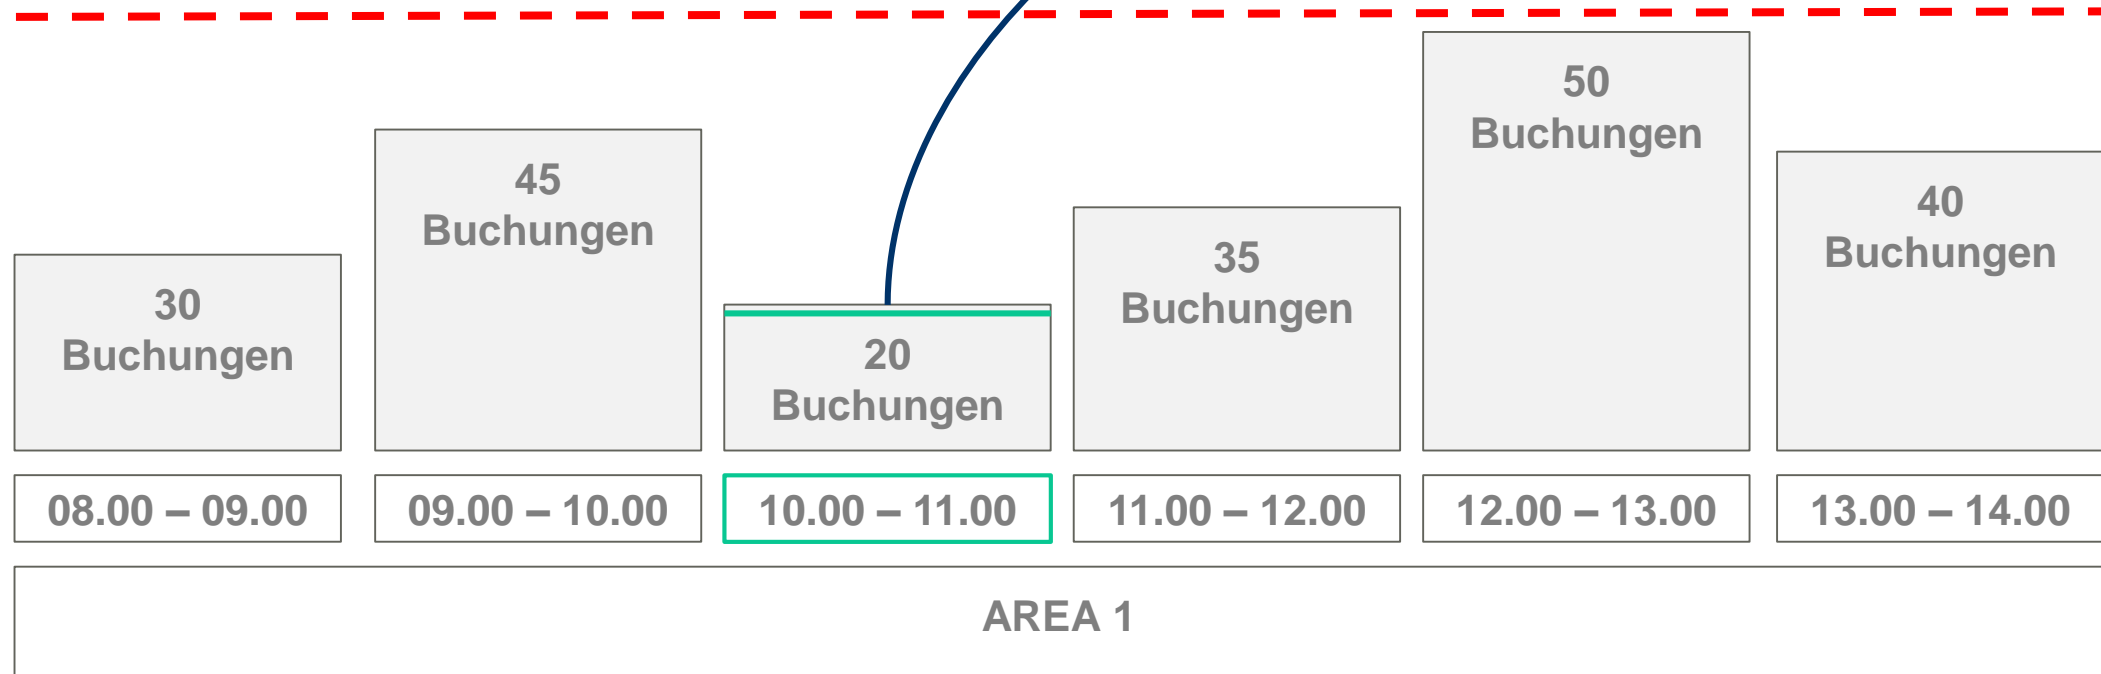 30
Buchungen
45
Buchungen
20
Buchungen
35
Buchungen
50
Buchungen
40
Buchungen
08.00 – 09.00
09.00 – 10.00
10.00 – 11.00
11.00 – 12.00
12.00 – 13.00
13.00 – 14.00
AREA 1